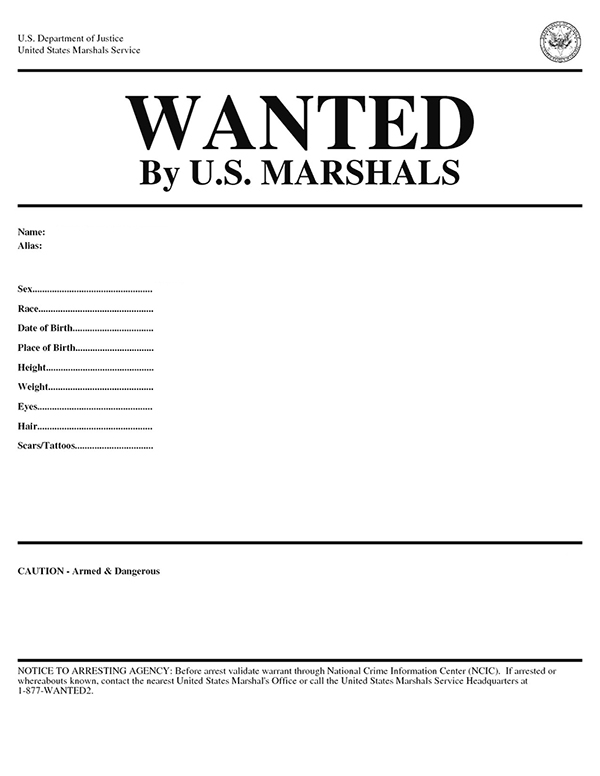 U.S. Department of Justice
United States Marshals Service
WANTED
By U.S. MARSHALS
Name:
Alias:
Sex.................................................
Race...............................................
Date of Birth.................................
Place of Birth................................
Height............................................
Weight...........................................
Eyes...............................................
Hair...............................................
Scars/Tattoos................................
CAUTION - Armed & Dangerous
NOTICE TO ARRESTING AGENCY: Before arrest validate warrant through National Crime Information Center (NCIC). If arrested or
whereabouts known, contact the nearest United States Marshal's Office or call the United States Marshals Service Headquarters at
1-877-WANTED2.